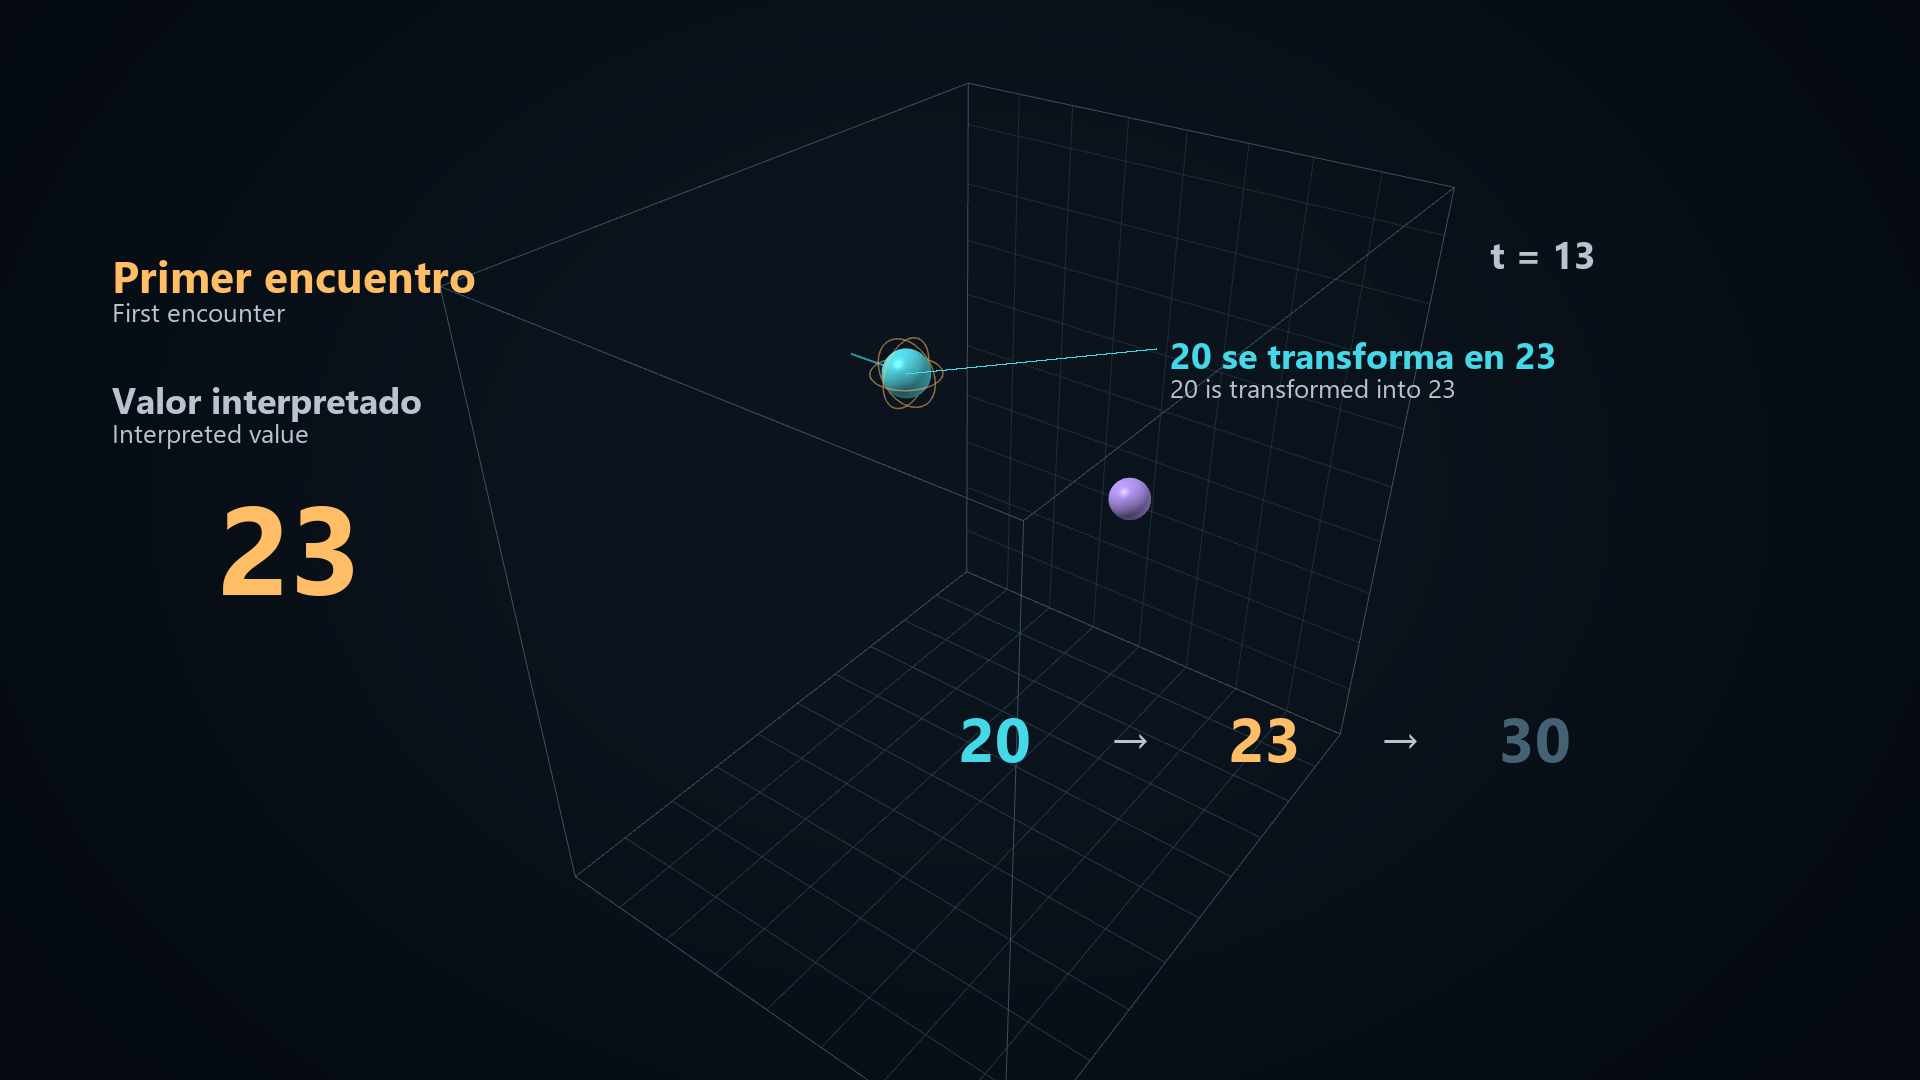 Primer encuentro
First encounter
Valor interpretado
Interpreted value
23
t = 13
20 se transforma en 23
20 is transformed into 23
20 → 23 → 30